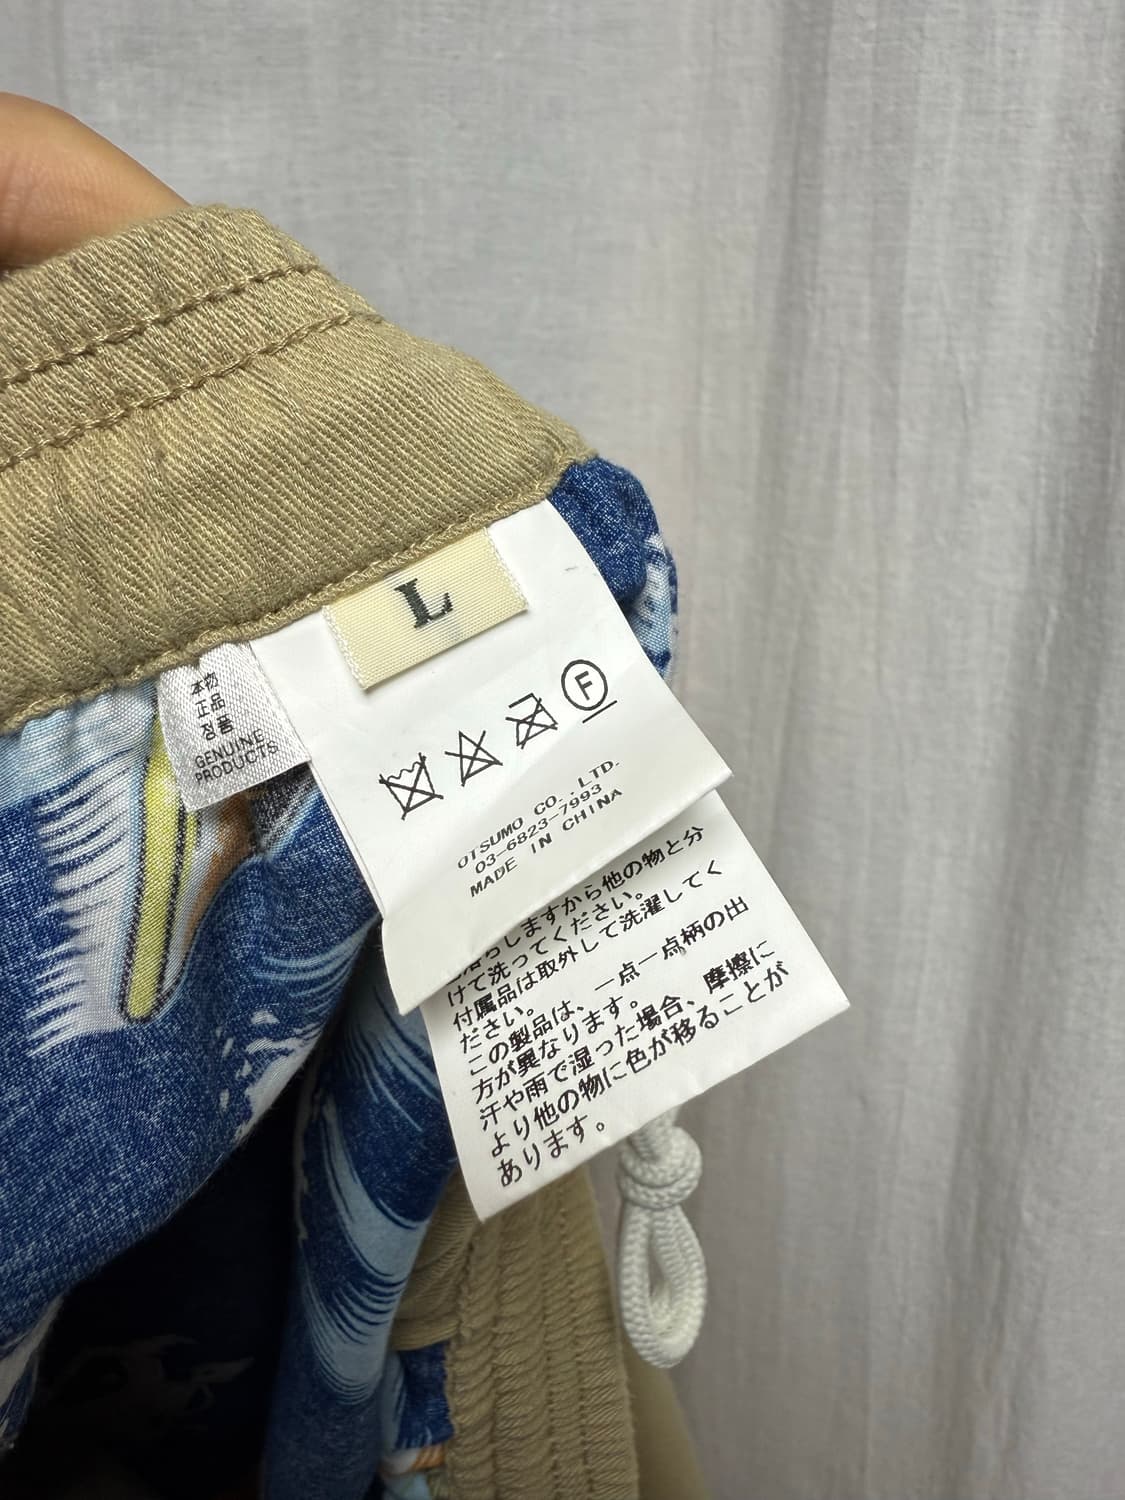 L
本物
正品
정품
GENUINE
PRODUCTS
F
OTSUMO CO.,LTD.
03-6823-7993
MADE IN CHINA
落ちしますから他の物と分
けて洗ってください。
付属品は取外して洗濯してく
ださい。
この製品は、一点一点柄の出
方が異なります。
汗や雨で湿った場合、摩擦に
より他の物に色が移ることが
あります。